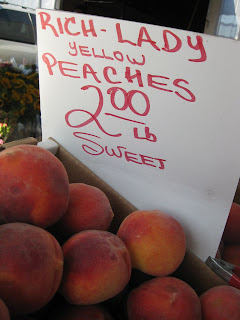 RICH-LADY
YELLOW
PEACHES
2 00 lb
SWEET